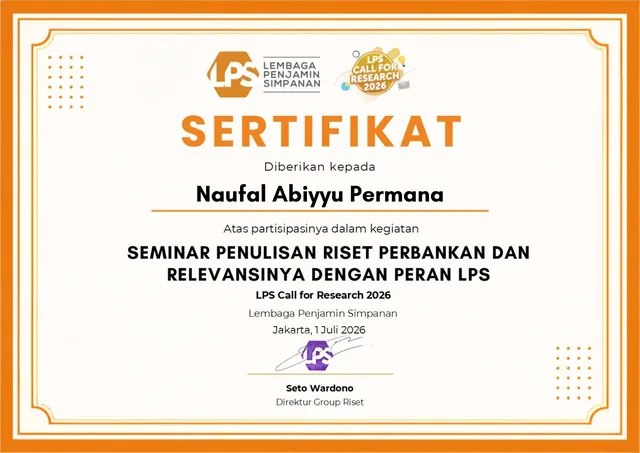 LPS
LEMBAGA
PENJAMIN
SIMPANAN
LPS
CALL FOR
RESEARCH
2026
SERTIFIKAT
Diberikan kepada
Naufal Abiyyu Permana
Atas partisipasinya dalam kegiatan
SEMINAR PENULISAN RISET PERBANKAN DAN
RELEVANSINYA DENGAN PERAN LPS
LPS Call for Research 2026
Lembaga Penjamin Simpanan
Jakarta, 1 Juli 2026
LPS
Seto Wardono
Direktur Group Riset